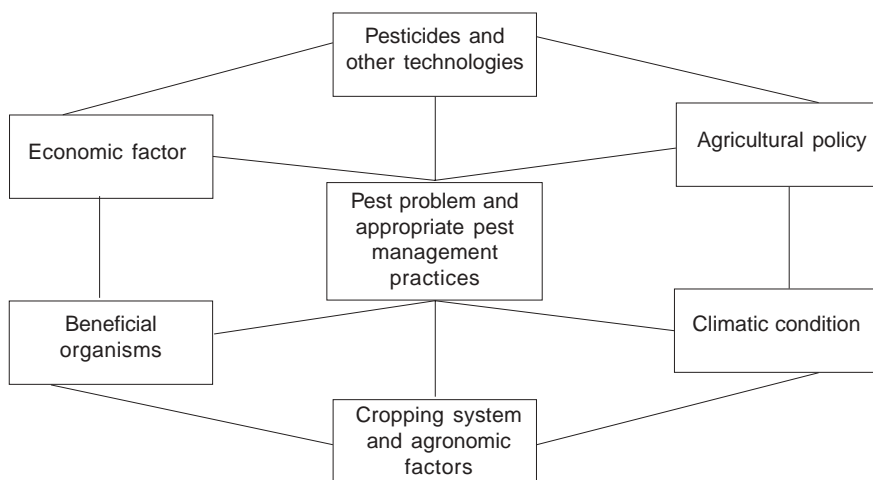 Pesticides and
other technologies
Economic factor
Agricultural policy
Pest problem and
appropriate pest
management
practices
Beneficial
organisms
Climatic condition
Cropping system
and agronomic
factors